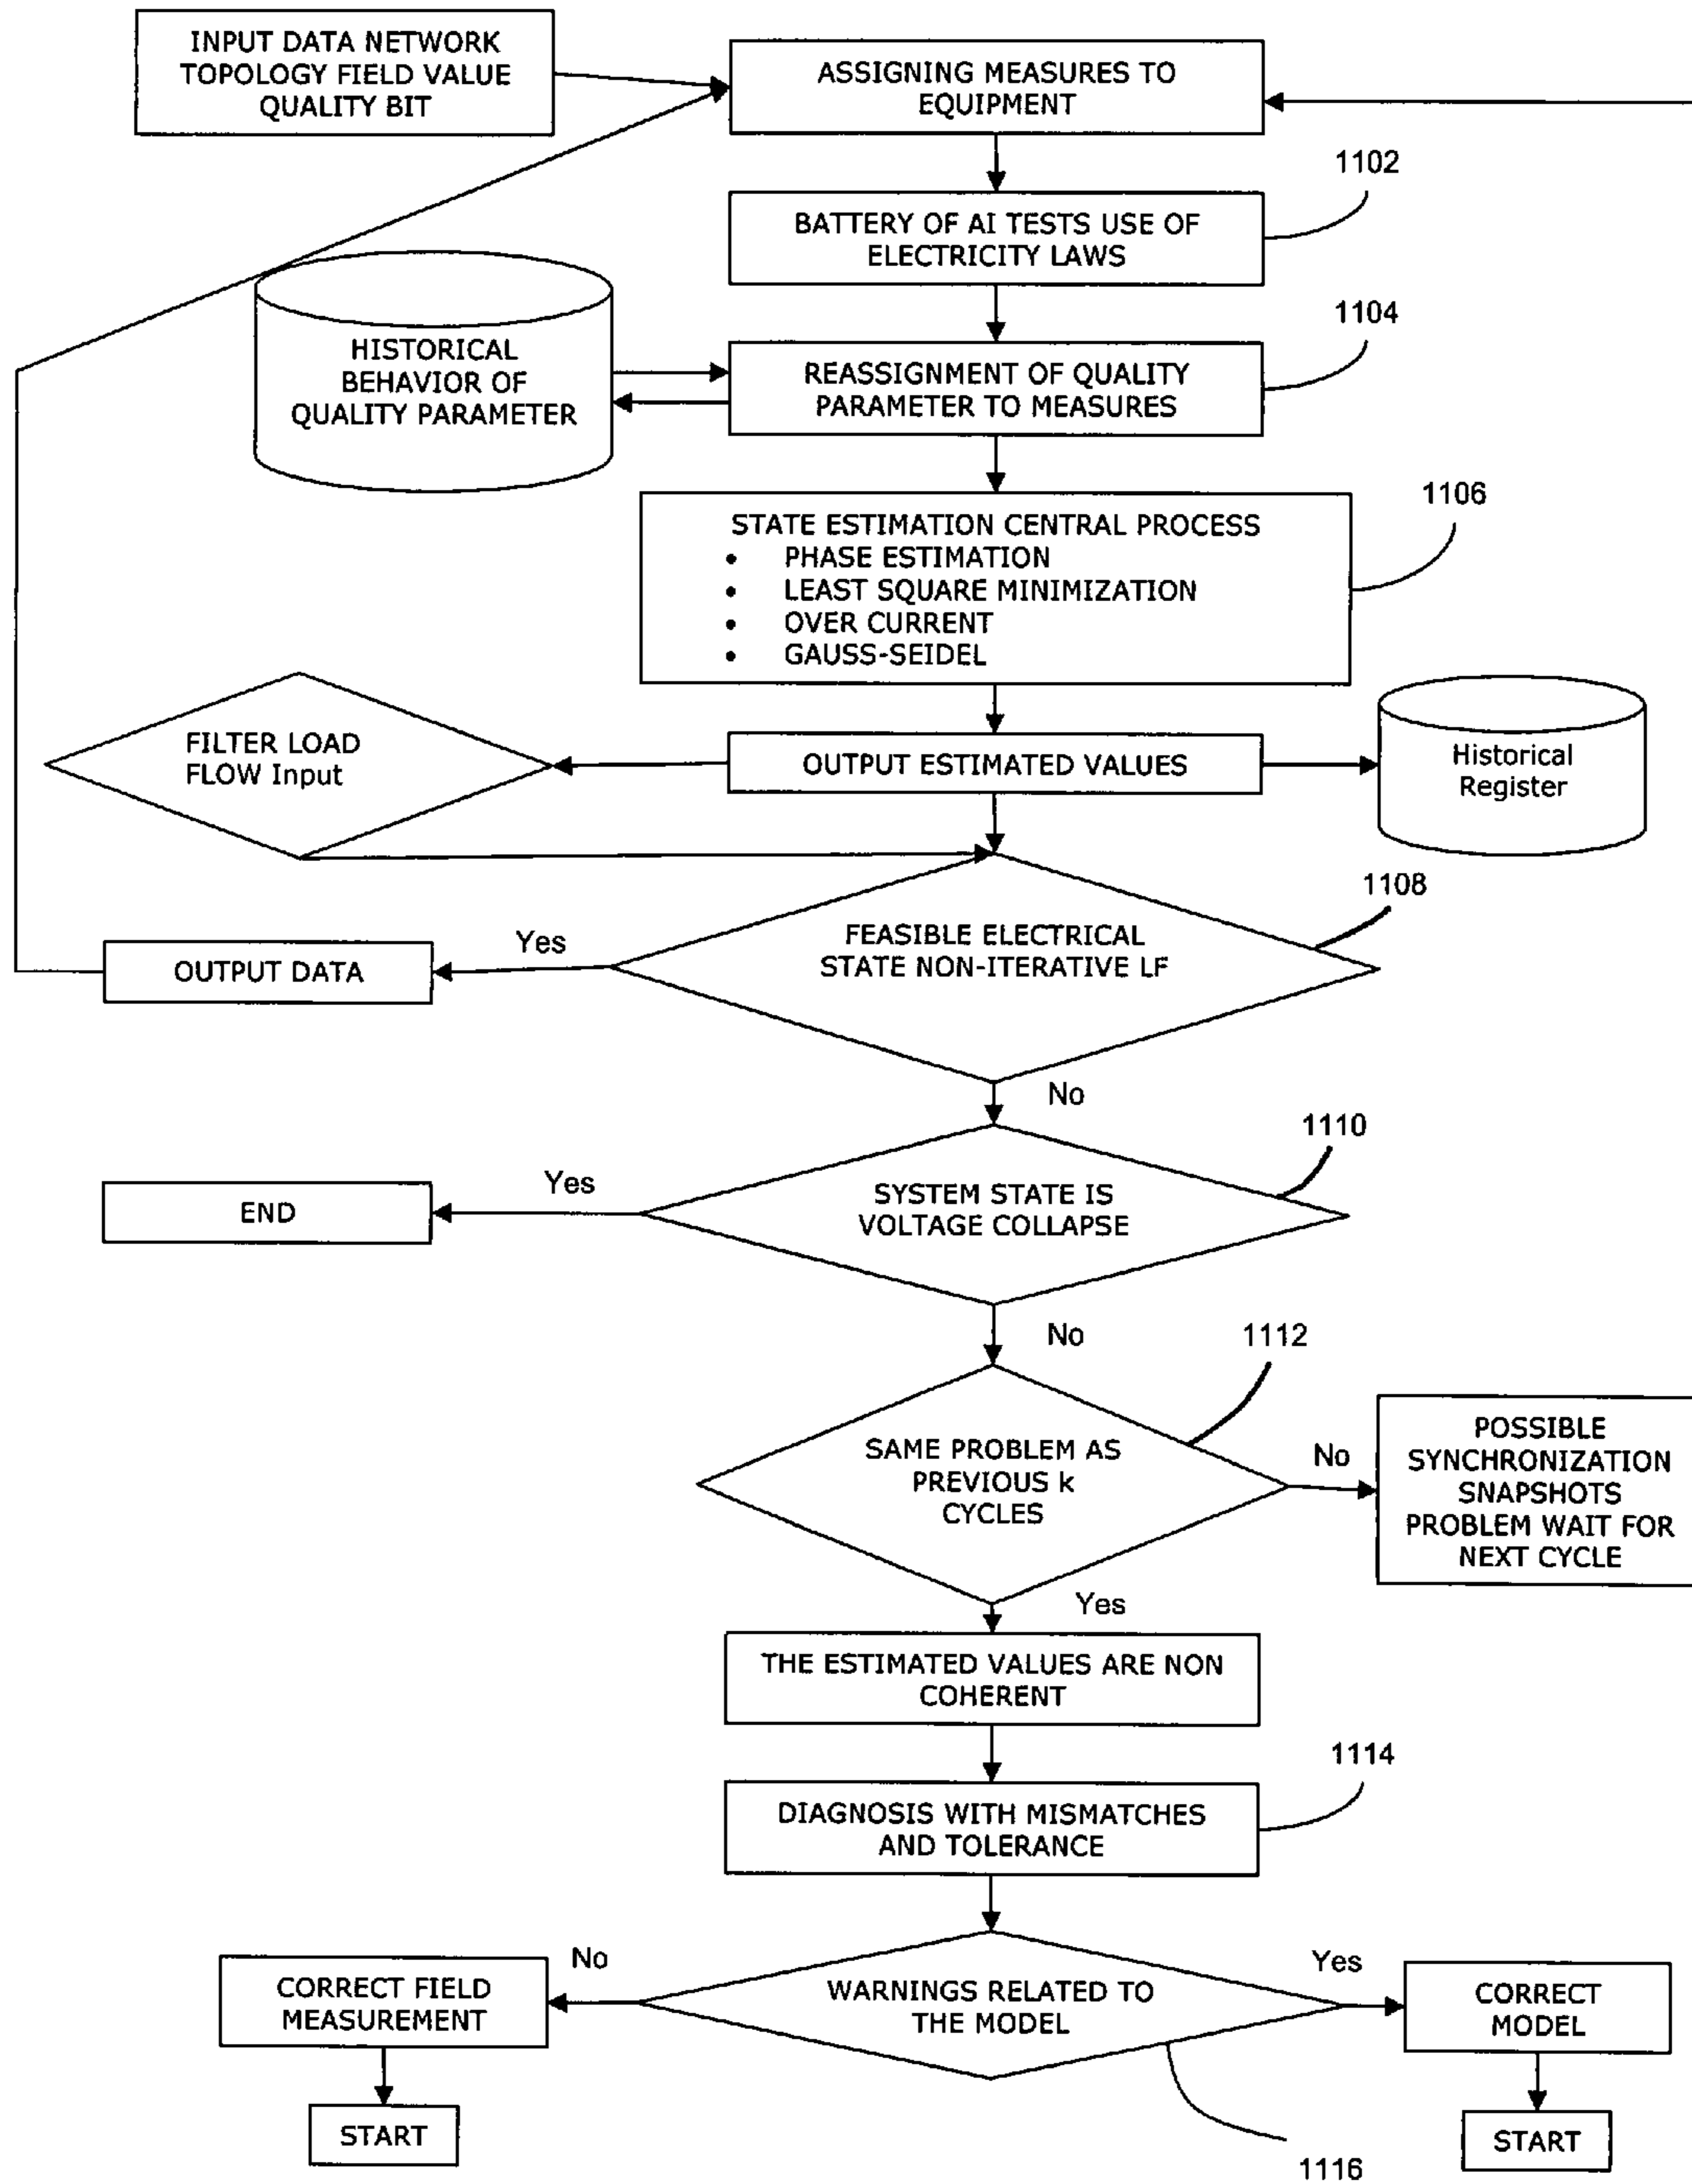 INPUT DATA NETWORK
TOPOLOGY FIELD VALUE
QUALITY BIT
ASSIGNING MEASURES TO
EQUIPMENT
1102
BATTERY OF AI TESTS USE OF
ELECTRICITY LAWS
1104
HISTORICAL
BEHAVIOR OF
QUALITY PARAMETER
REASSIGNMENT OF QUALITY
PARAMETER TO MEASURES
1106
STATE ESTIMATION CENTRAL PROCESS
• PHASE ESTIMATION
• LEAST SQUARE MINIMIZATION
• OVER CURRENT
• GAUSS-SEIDEL
FILTER LOAD
FLOW Input
OUTPUT ESTIMATED VALUES
Historical
Register
1108
FEASIBLE ELECTRICAL
STATE NON-ITERATIVE LF
Yes
OUTPUT DATA
No
1110
SYSTEM STATE IS
VOLTAGE COLLAPSE
Yes
END
No
1112
SAME PROBLEM AS
PREVIOUS k
CYCLES
No
POSSIBLE
SYNCHRONIZATION
SNAPSHOTS
PROBLEM WAIT FOR
NEXT CYCLE
Yes
THE ESTIMATED VALUES ARE NON
COHERENT
1114
DIAGNOSIS WITH MISMATCHES
AND TOLERANCE
No
CORRECT FIELD
MEASUREMENT
WARNINGS RELATED TO
THE MODEL
Yes
CORRECT
MODEL
START
START
1116